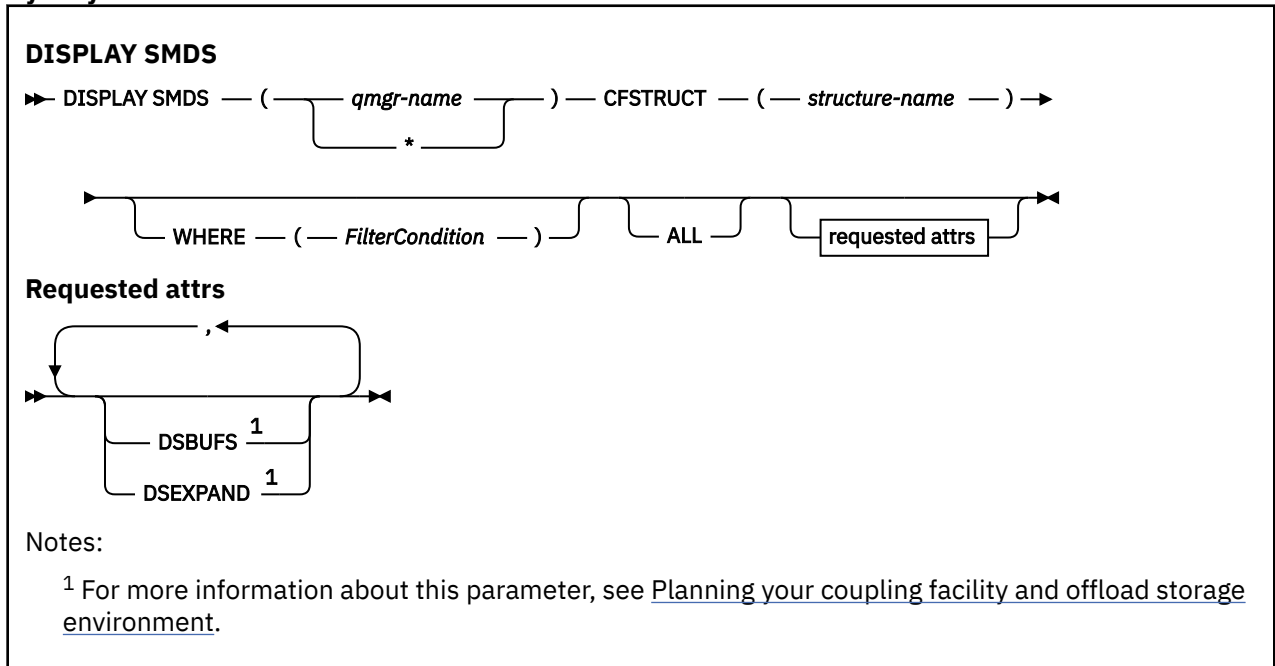 DISPLAY SMDS
DISPLAY SMDS ( qmgr-name ) CFSTRUCT ( structure-name )
*
WHERE ( FilterCondition ) ALL requested attrs
Requested attrs
,
DSBUFS 1
DSEXPAND 1
Notes:
1 For more information about this parameter, see Planning your coupling facility and offload storage
environment.